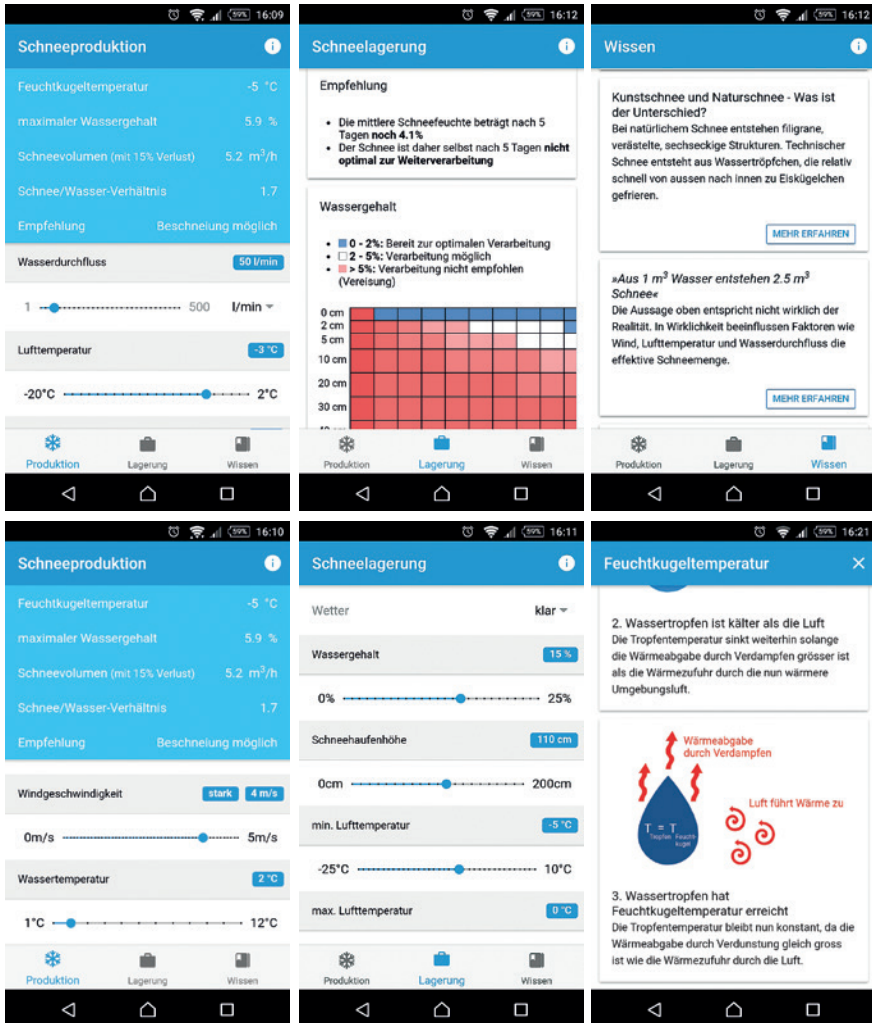 59% 16:09
Schneeproduktion
Feuchtkugeltemperatur -5 °C
maximaler Wassergehalt 5.9 %
Schneevolumen (mit 15% Verlust) 5.2 m³/h
Schnee/Wasser-Verhältnis 1.7
Empfehlung Beschneiung möglich
Wasserdurchfluss 50 l/min
1 500 l/min
Lufttemperatur -3 °C
-20°C 2°C
Produktion Lagerung Wissen
59% 16:12
Schneelagerung
Empfehlung
• Die mittlere Schneefeuchte beträgt nach 5
Tagen noch 4.1%
• Der Schnee ist daher selbst nach 5 Tagen nicht
optimal zur Weiterverarbeitung
Wassergehalt
• 0 - 2%: Bereit zur optimalen Verarbeitung
• 2 - 5%: Verarbeitung möglich
• > 5%: Verarbeitung nicht empfohlen
(Vereisung)
0 cm
2 cm
5 cm
10 cm
20 cm
30 cm
Produktion Lagerung Wissen
59% 16:12
Wissen
Kunstschnee und Naturschnee - Was ist
der Unterschied?
Bei natürlichem Schnee entstehen filigrane,
verästelte, sechseckige Strukturen. Technischer
Schnee entsteht aus Wassertröpfchen, die relativ
schnell von aussen nach innen zu Eiskügelchen
gefrieren.
MEHR ERFAHREN
»Aus 1 m³ Wasser entstehen 2.5 m³
Schnee«
Die Aussage oben entspricht nicht wirklich der
Realität. In Wirklichkeit beeinflussen Faktoren wie
Wind, Lufttemperatur und Wasserdurchfluss die
effektive Schneemenge.
MEHR ERFAHREN
Produktion Lagerung Wissen
59% 16:10
Schneeproduktion
Feuchtkugeltemperatur -5 °C
maximaler Wassergehalt 5.9 %
Schneevolumen (mit 15% Verlust) 5.2 m³/h
Schnee/Wasser-Verhältnis 1.7
Empfehlung Beschneiung möglich
Windgeschwindigkeit stark 4 m/s
0m/s 5m/s
Wassertemperatur 2 °C
1°C 12°C
Produktion Lagerung Wissen
59% 16:11
Schneelagerung
Wetter klar
Wassergehalt 15 %
0% 25%
Schneehaufenhöhe 110 cm
0cm 200cm
min. Lufttemperatur -5 °C
-25°C 10°C
max. Lufttemperatur 0 °C
Produktion Lagerung Wissen
59% 16:21
Feuchtkugeltemperatur
2. Wassertropfen ist kälter als die Luft
Die Tropfentemperatur sinkt weiterhin solange
die Wärmeabgabe durch Verdampfen grösser ist
als die Wärmezufuhr durch die nun wärmere
Umgebungsluft.
Wärmeabgabe
durch Verdampfen
Luft führt Wärme zu
T = T
Tropfen Feucht
kugel
3. Wassertropfen hat
Feuchtkugeltemperatur erreicht
Die Tropfentemperatur bleibt nun konstant, da die
Wärmeabgabe durch Verdunstung gleich gross
ist wie die Wärmezufuhr durch die Luft.